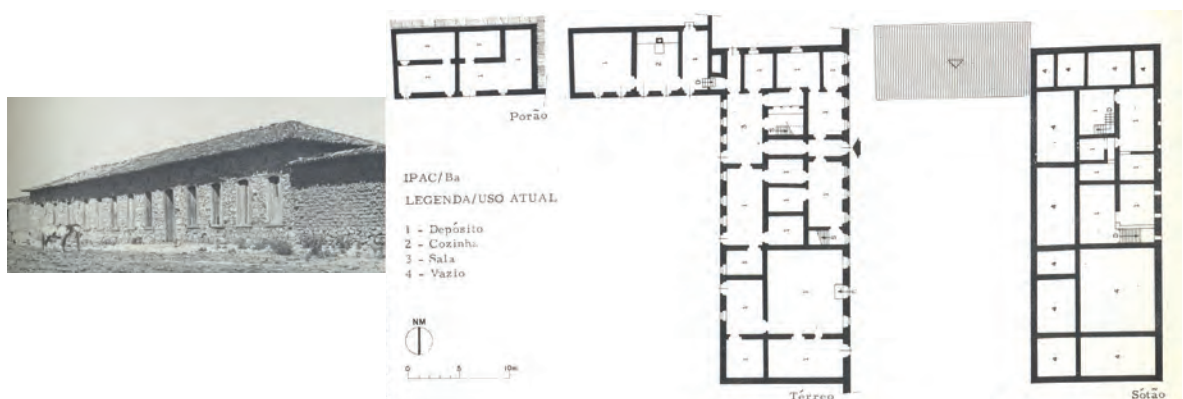 Porão
IPAC/Ba
LEGENDA/USO ATUAL
1 - Depósito
2 - Cozinha
3 - Sala
4 - Vazio
NM
0 5 10m
Térreo
Sótão